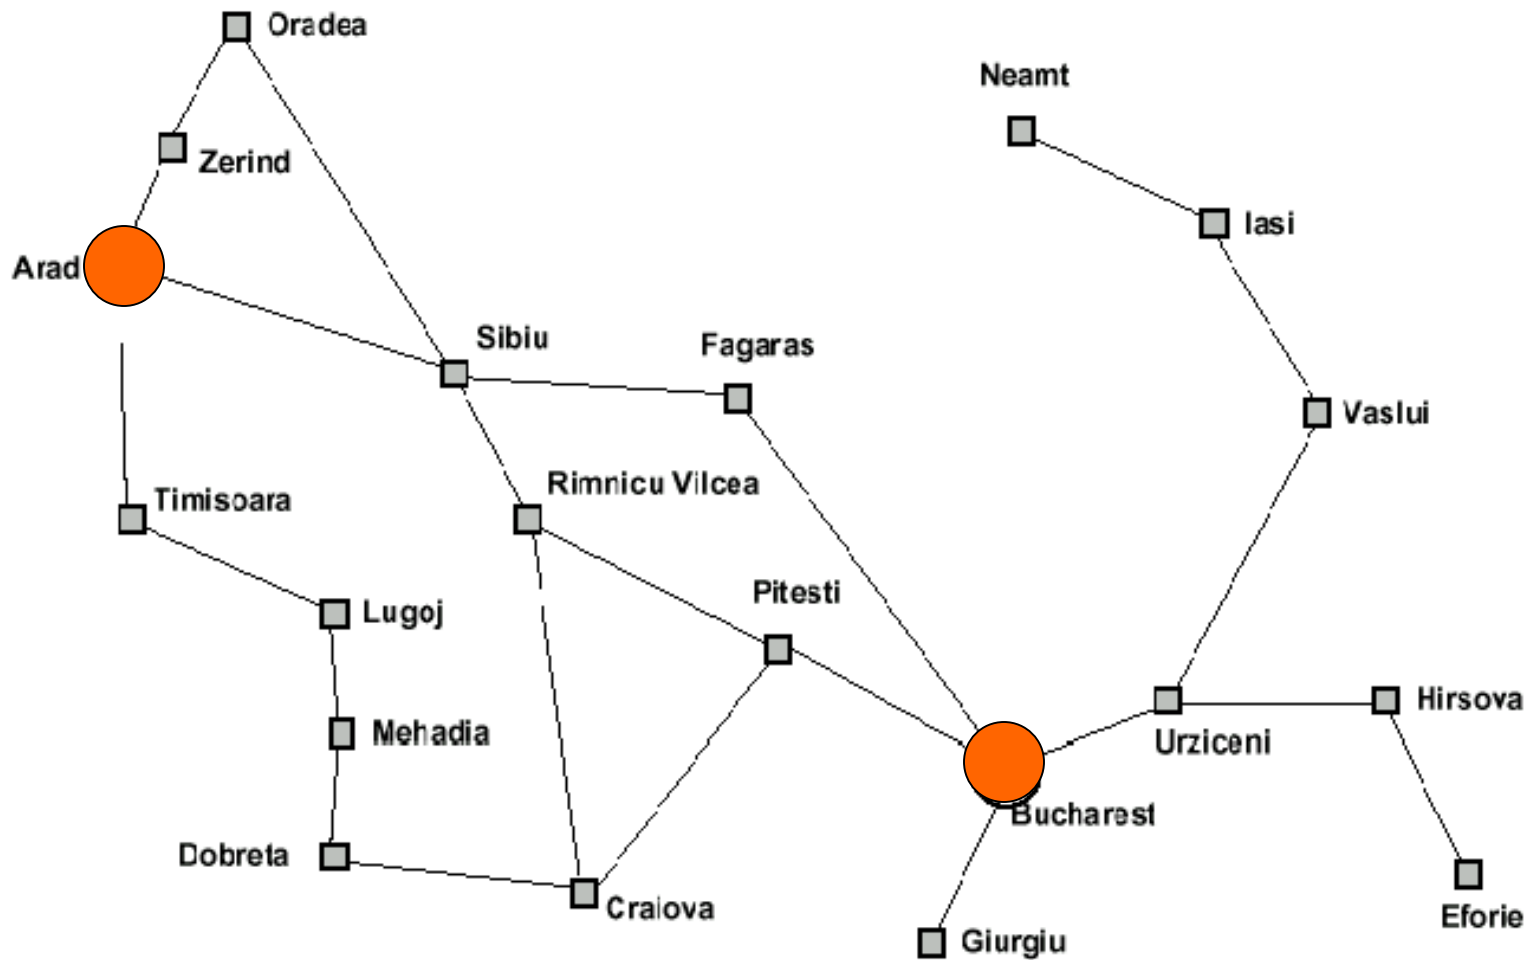 Oradea
Neamt
Zerind
Iasi
Arad
Sibiu
Fagaras
Vaslui
Rimnicu Vilcea
Timisoara
Pitesti
Lugoj
Hirsova
Mehadia
Urziceni
Bucharest
Dobreta
Craiova
Eforie
Giurgiu